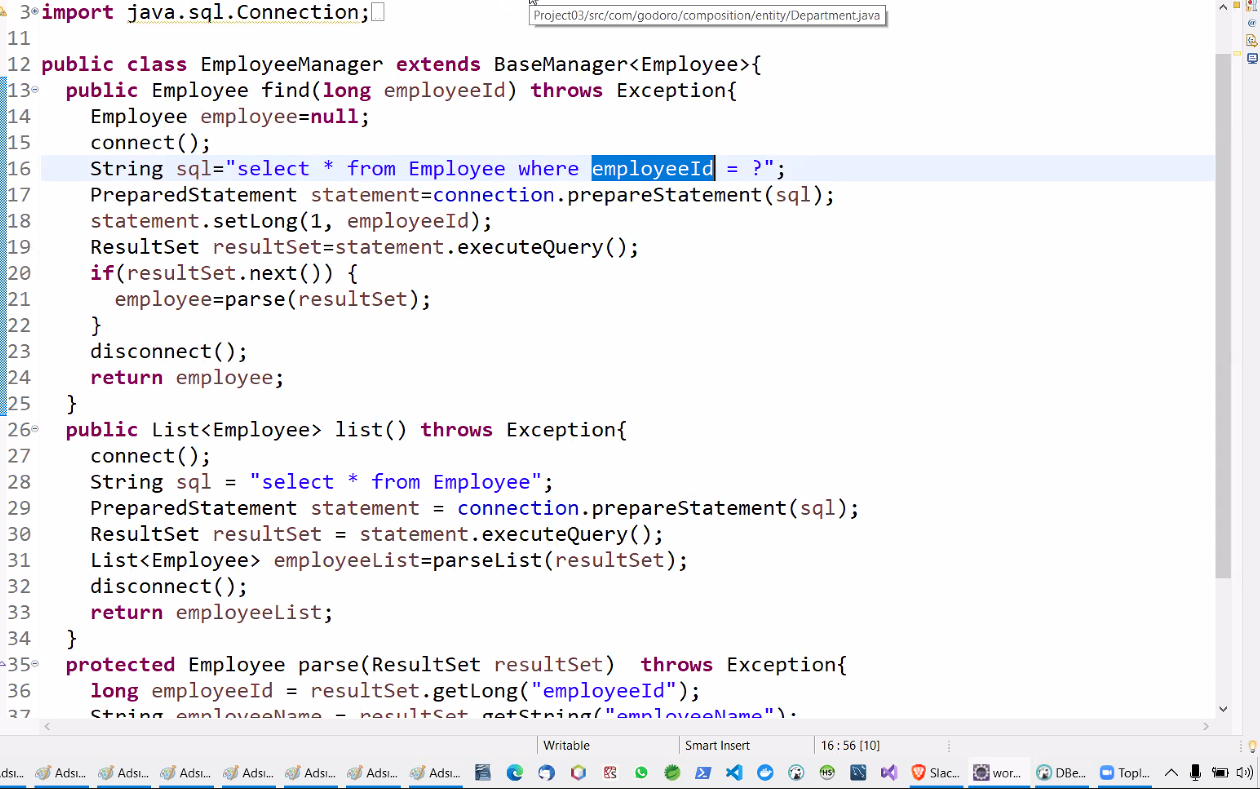 3 import java.sql.Connection;
Project03/src/com/godoro/composition/entity/Department.java
11
12 public class EmployeeManager extends BaseManager<Employee>{
13 public Employee find(long employeeId) throws Exception{
14 Employee employee=null;
15 connect();
16 String sql="select * from Employee where employeeId = ?";
17 PreparedStatement statement=connection.prepareStatement(sql);
18 statement.setLong(1, employeeId);
19 ResultSet resultSet=statement.executeQuery();
20 if(resultSet.next()) {
21 employee=parse(resultSet);
22 }
23 disconnect();
24 return employee;
25 }
26 public List<Employee> list() throws Exception{
27 connect();
28 String sql = "select * from Employee";
29 PreparedStatement statement = connection.prepareStatement(sql);
30 ResultSet resultSet = statement.executeQuery();
31 List<Employee> employeeList=parseList(resultSet);
32 disconnect();
33 return employeeList;
34 }
35 protected Employee parse(ResultSet resultSet)  throws Exception{
36 long employeeId = resultSet.getLong("employeeId");
37 String employeeName = resultSet.getString("employeeName");
Writable Smart Insert 16 : 56 [10]
dsı... Adsı... Adsı... Adsı... Adsı... Adsı... Adsı... Adsı... Slac... wor... DBe... Topl...